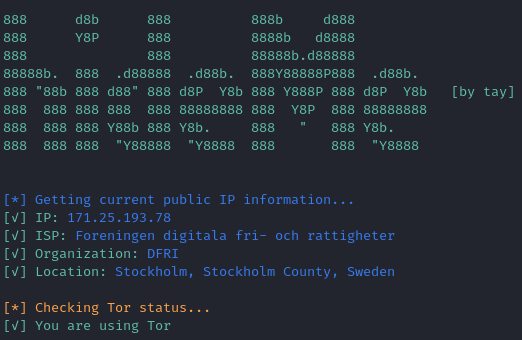 888      d8b      888          888b     d888
888      Y8P      888          8888b   d8888
888               888          88888b.d88888
88888b.  888  .d88888  .d88b.  888Y88888P888  .d88b.
888 "88b 888 d88" 888 d8P  Y8b 888 Y888P 888 d8P  Y8b   [by tay]
888  888 888 888  888 88888888 888  Y8P  888 88888888
888  888 888 Y88b 888 Y8b.     888   "   888 Y8b.
888  888 888  "Y88888  "Y8888  888       888  "Y8888
[*] Getting current public IP information...
[√] IP: 171.25.193.78
[√] ISP: Foreningen digitala fri- och rattigheter
[√] Organization: DFRI
[√] Location: Stockholm, Stockholm County, Sweden
[*] Checking Tor status...
[√] You are using Tor